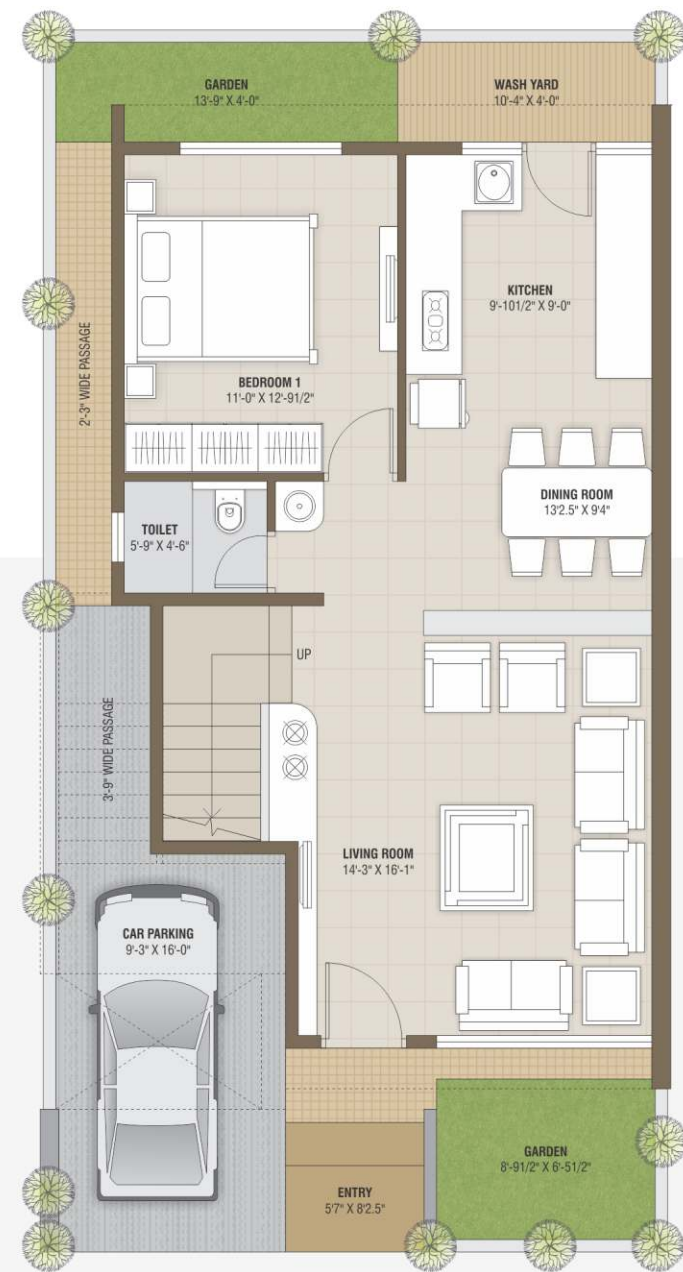 GARDEN
13'-9" X 4'-0"
WASH YARD
10'-4" X 4'-0"
KITCHEN
9'-101/2" X 9'-0"
2'-3" WIDE PASSAGE
BEDROOM 1
11'-0" X 12'-91/2"
DINING ROOM
13'2.5" X 9'4"
TOILET
5'-9" X 4'-6"
UP
3'-9" WIDE PASSAGE
LIVING ROOM
14'-3" X 16'-1"
CAR PARKING
9'-3" X 16'-0"
GARDEN
8'-91/2" X 6'-51/2"
ENTRY
5'7" X 8'2.5"